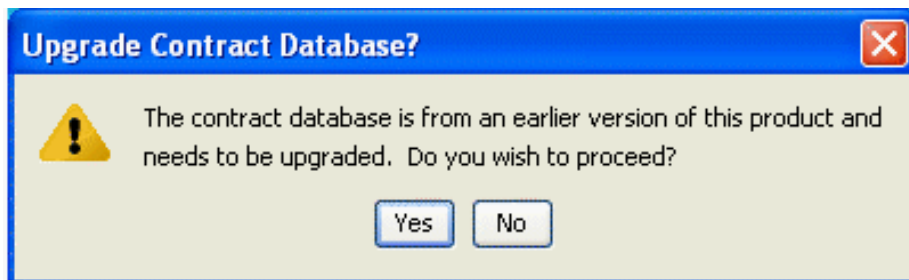 Upgrade Contract Database?
The contract database is from an earlier version of this product and
needs to be upgraded.  Do you wish to proceed?
Yes No